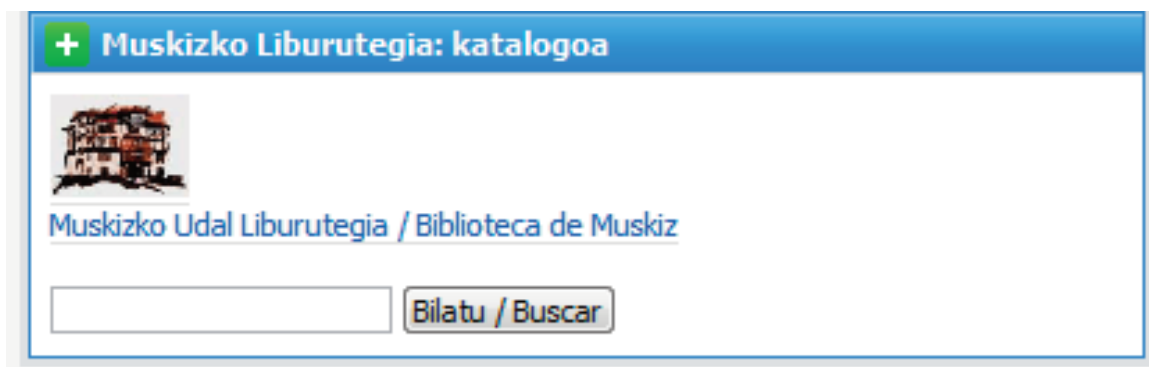 Muskizko Liburutegia: katalogoa
Muskizko Udal Liburutegia / Biblioteca de Muskiz
Bilatu / Buscar